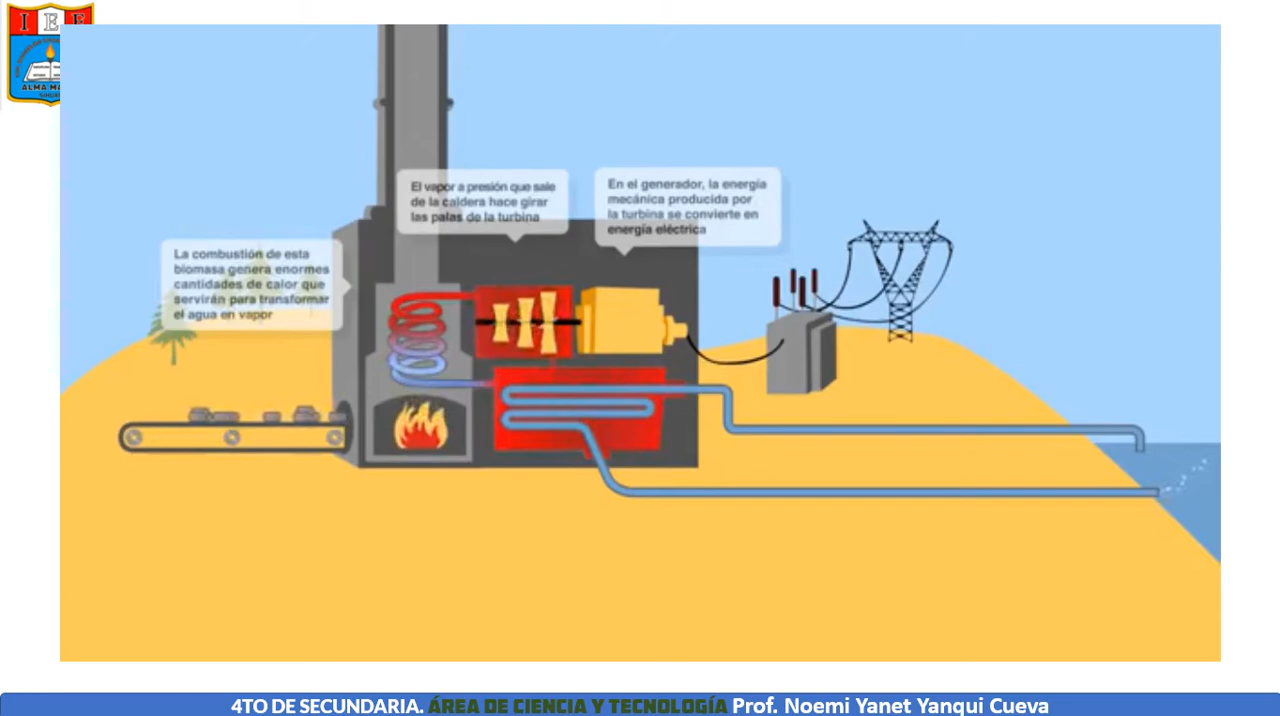 I E E
ALMA MA
El vapor a presión que sale
de la caldera hace girar
las palas de la turbina
En el generador, la energía
mecánica producida por
la turbina se convierte en
energía eléctrica
La combustión de esta
biomasa genera enormes
cantidades de calor que
servirán para transformar
el agua en vapor
4TO DE SECUNDARIA. ÁREA DE CIENCIA Y TECNOLOGÍA Prof. Noemi Yanet Yanqui Cueva